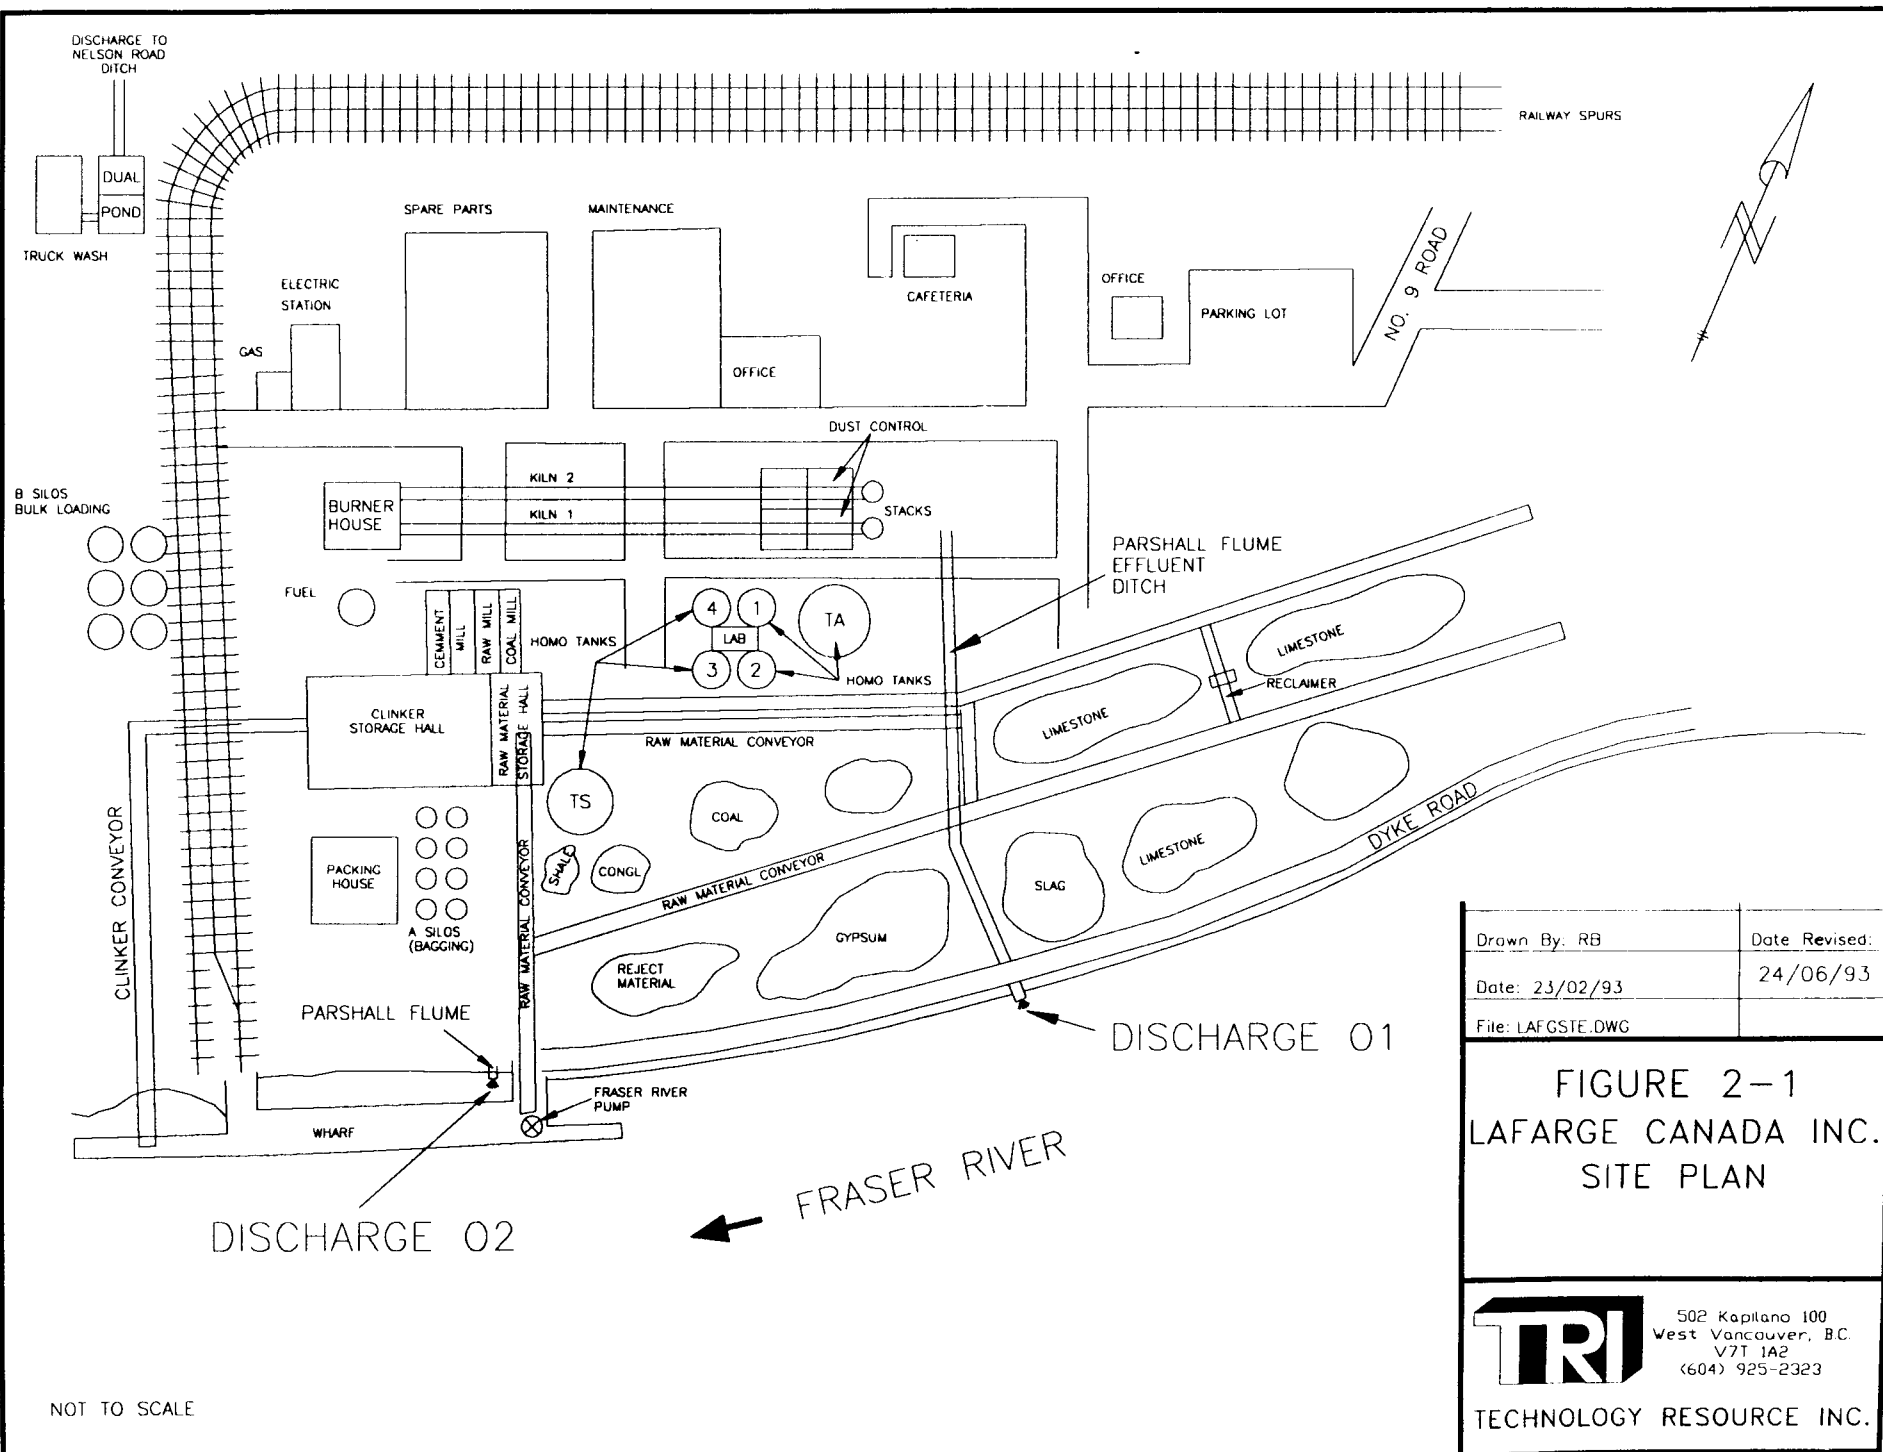 DISCHARGE TO
NELSON ROAD
DITCH
RAILWAY SPURS
DUAL
POND
TRUCK WASH
SPARE PARTS
MAINTENANCE
ELECTRIC
STATION
GAS
OFFICE
CAFETERIA
OFFICE
PARKING LOT
NO. 9 ROAD
N
DUST CONTROL
KILN 2
KILN 1
BURNER
HOUSE
STACKS
B SILOS
BULK LOADING
PARSHALL FLUME
EFFLUENT
DITCH
FUEL
CEMENT
MILL
RAW MILL
COAL MILL
HOMO TANKS
4
1
LAB
3
2
TA
HOMO TANKS
LIMESTONE
RECLAIMER
LIMESTONE
CLINKER
STORAGE HALL
RAW MATERIAL
STORAGE HALL
RAW MATERIAL CONVEYOR
TS
COAL
SHALE
CONGL
RAW MATERIAL CONVEYOR
RAW MATERIAL CONVEYOR
SLAG
LIMESTONE
DYKE ROAD
CLINKER CONVEYOR
PACKING
HOUSE
A SILOS
(BAGGING)
GYPSUM
REJECT
MATERIAL
PARSHALL FLUME
DISCHARGE 01
FRASER RIVER
PUMP
WHARF
FRASER RIVER
DISCHARGE 02
NOT TO SCALE
Drawn By: RB
Date Revised:
24/06/93
Date: 23/02/93
File: LAFGSTE.DWG
FIGURE 2-1
LAFARGE CANADA INC.
SITE PLAN
TRI
502 Kapilano 100
West Vancouver, B.C.
V7T 1A2
(604) 925-2323
TECHNOLOGY RESOURCE INC.